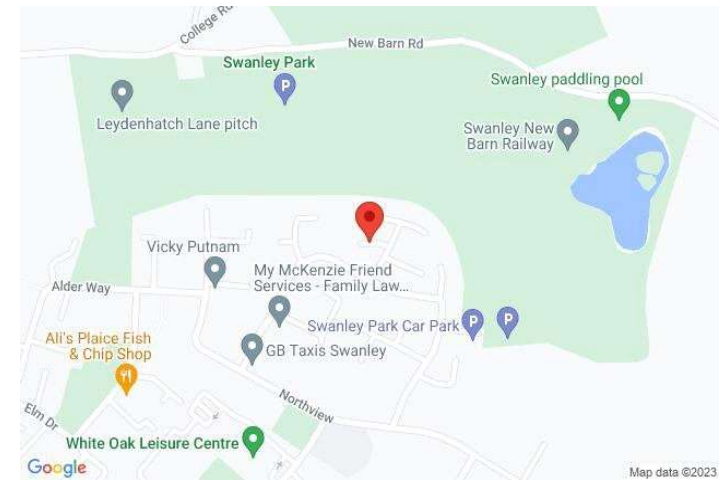 College Rd
New Barn Rd
Swanley Park
P
Swanley paddling pool
Leydenhatch Lane pitch
Swanley New
Barn Railway
Vicky Putnam
My McKenzie Friend
Services - Family Law...
Alder Way
Swanley Park Car Park
P
P
Ali's Plaice Fish
& Chip Shop
GB Taxis Swanley
Elm Dr
Northview
White Oak Leisure Centre
Google
Map data ©2023